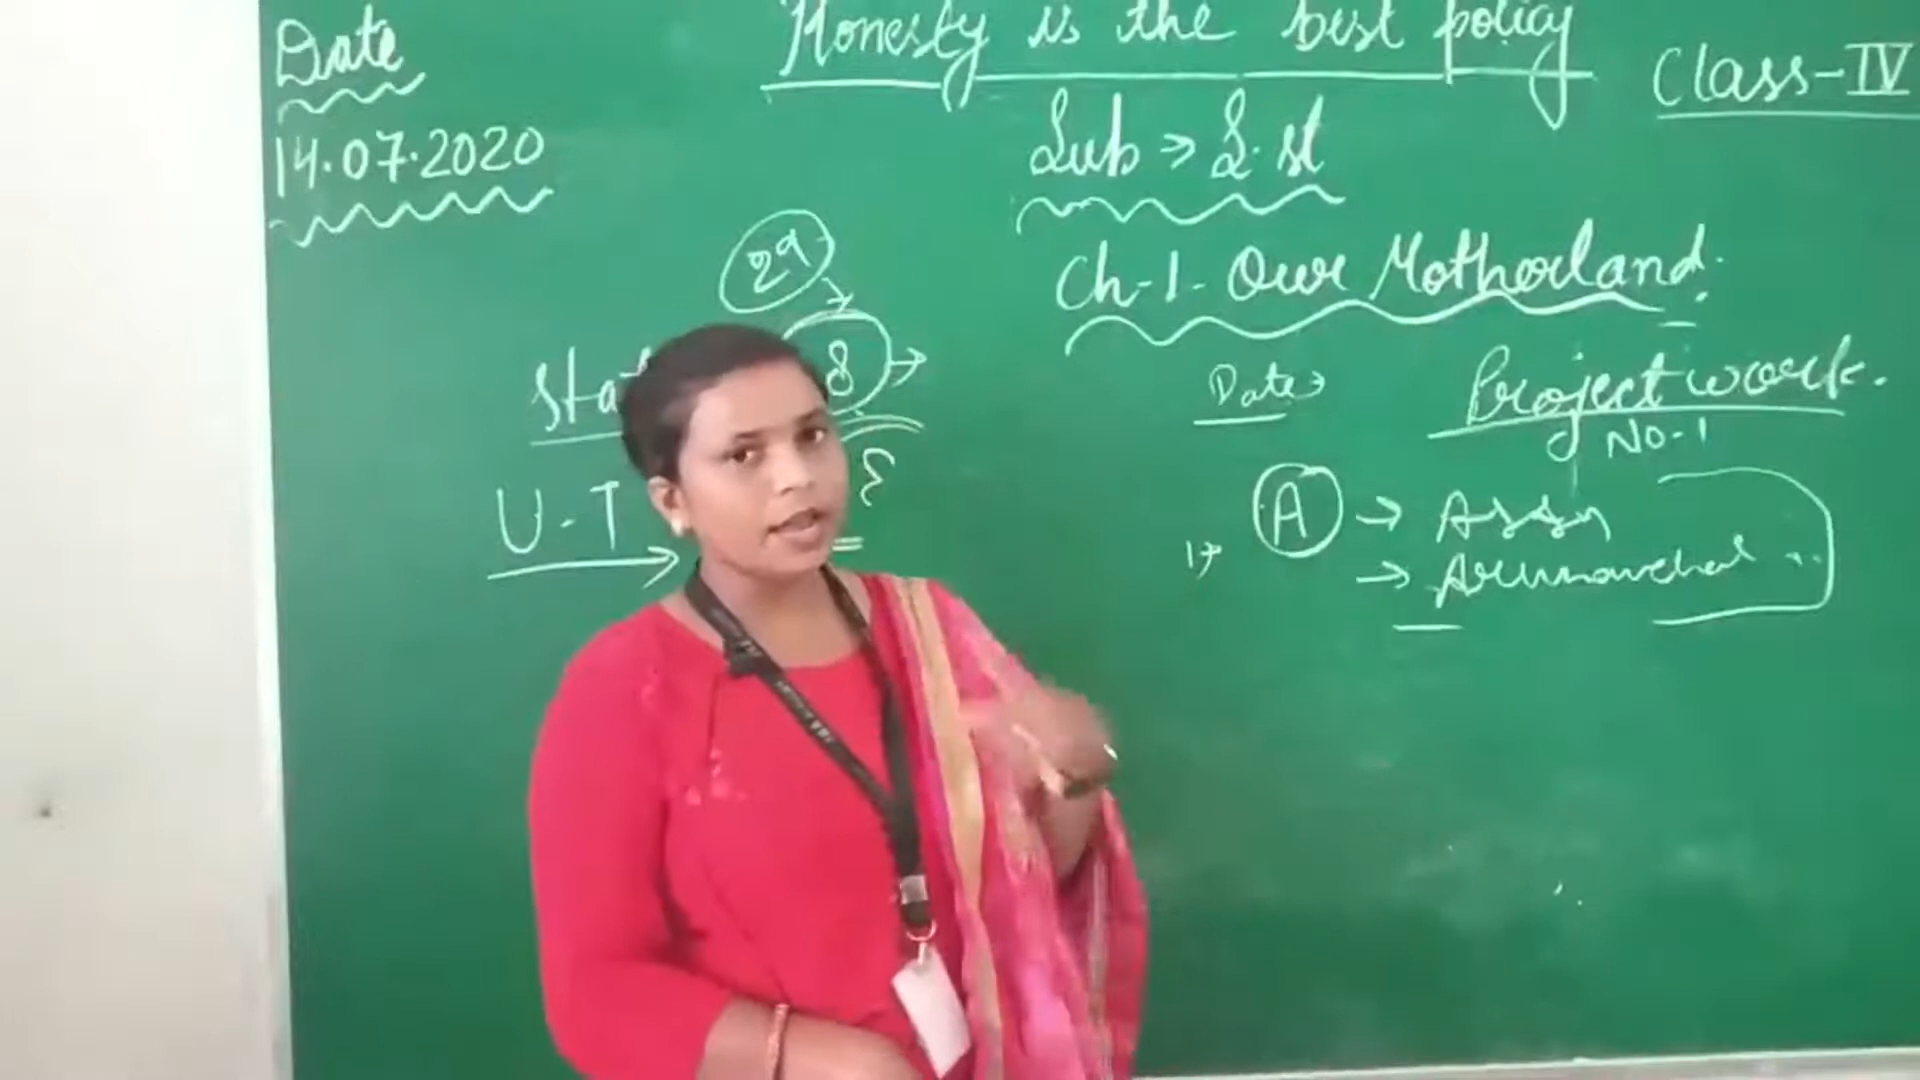 Date
14.07.2020
Honesty is the best policy
Class-IV
Sub → S.st
Ch-1. Our Motherland.
29
8
U-T
Date
Project work.
No-1
A →
→ Arunachal ..